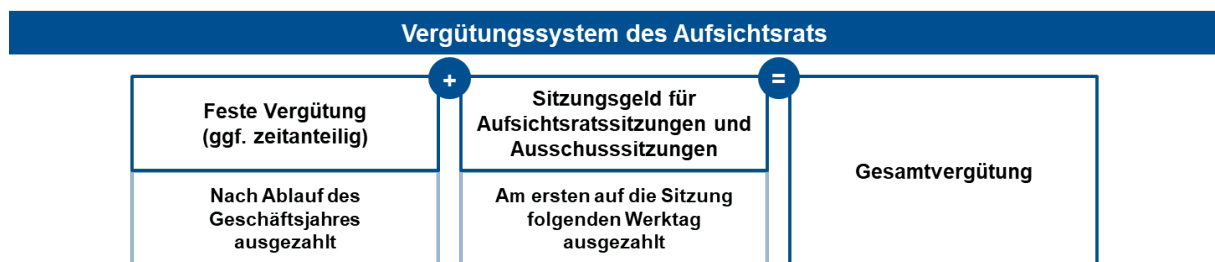 Vergütungssystem des Aufsichtsrats
+
=
Feste Vergütung
(ggf. zeitanteilig)
Nach Ablauf des
Geschäftsjahres
ausgezahlt
Sitzungsgeld für
Aufsichtsratssitzungen und
Ausschusssitzungen
Am ersten auf die Sitzung
folgenden Werktag
ausgezahlt
Gesamtvergütung